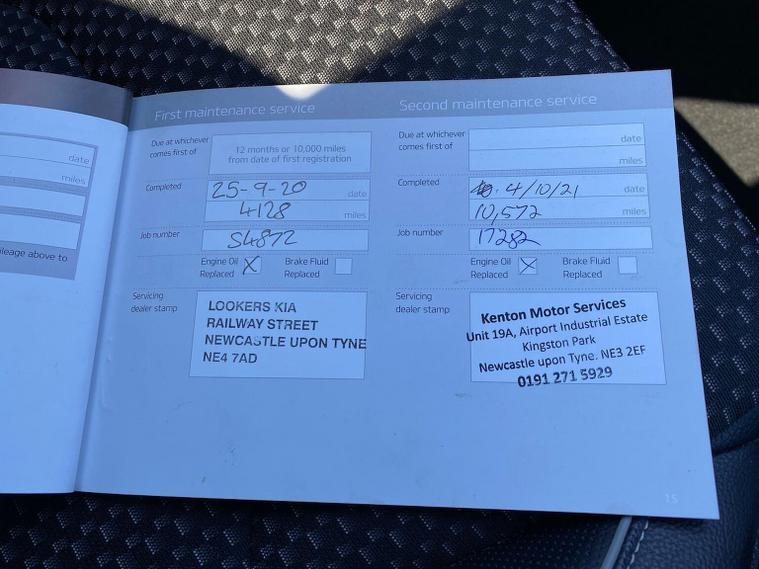 date
miles
ileage above to
First maintenance service
Due at whichever
comes first of
12 months or 10,000 miles
from date of first registration
Completed
25-9-20 date
4128 miles
Job number
S4872
Engine Oil
Replaced X
Brake Fluid
Replaced
Servicing
dealer stamp
LOOKERS KIA
RAILWAY STREET
NEWCASTLE UPON TYNE
NE4 7AD
Second maintenance service
Due at whichever
comes first of
date
miles
Completed
4/10/21 date
10,572 miles
Job number
17282
Engine Oil
Replaced X
Brake Fluid
Replaced
Servicing
dealer stamp
Kenton Motor Services
Unit 19A, Airport Industrial Estate
Kingston Park
Newcastle upon Tyne. NE3 2EF
0191 271 5929
15